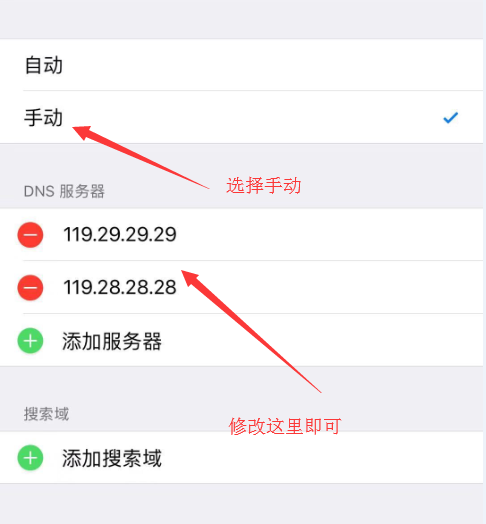 自动
手动
选择手动
DNS 服务器
119.29.29.29
119.28.28.28
添加服务器
搜索域
修改这里即可
添加搜索域